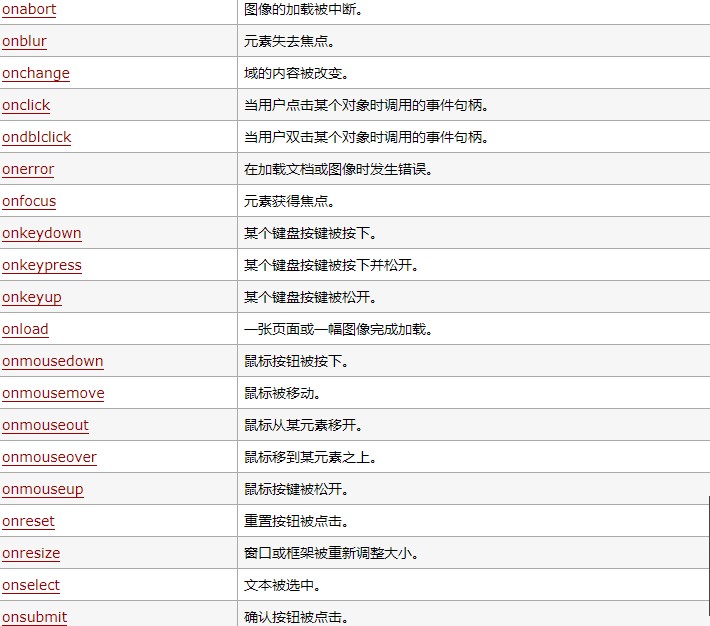 onabort 图像的加载被中断。
onblur 元素失去焦点。
onchange 域的内容被改变。
onclick 当用户点击某个对象时调用的事件句柄。
ondblclick 当用户双击某个对象时调用的事件句柄。
onerror 在加载文档或图像时发生错误。
onfocus 元素获得焦点。
onkeydown 某个键盘按键被按下。
onkeypress 某个键盘按键被按下并松开。
onkeyup 某个键盘按键被松开。
onload 一张页面或一幅图像完成加载。
onmousedown 鼠标按钮被按下。
onmousemove 鼠标被移动。
onmouseout 鼠标从某元素移开。
onmouseover 鼠标移到某元素之上。
onmouseup 鼠标按键被松开。
onreset 重置按钮被点击。
onresize 窗口或框架被重新调整大小。
onselect 文本被选中。
onsubmit 确认按钮被点击。